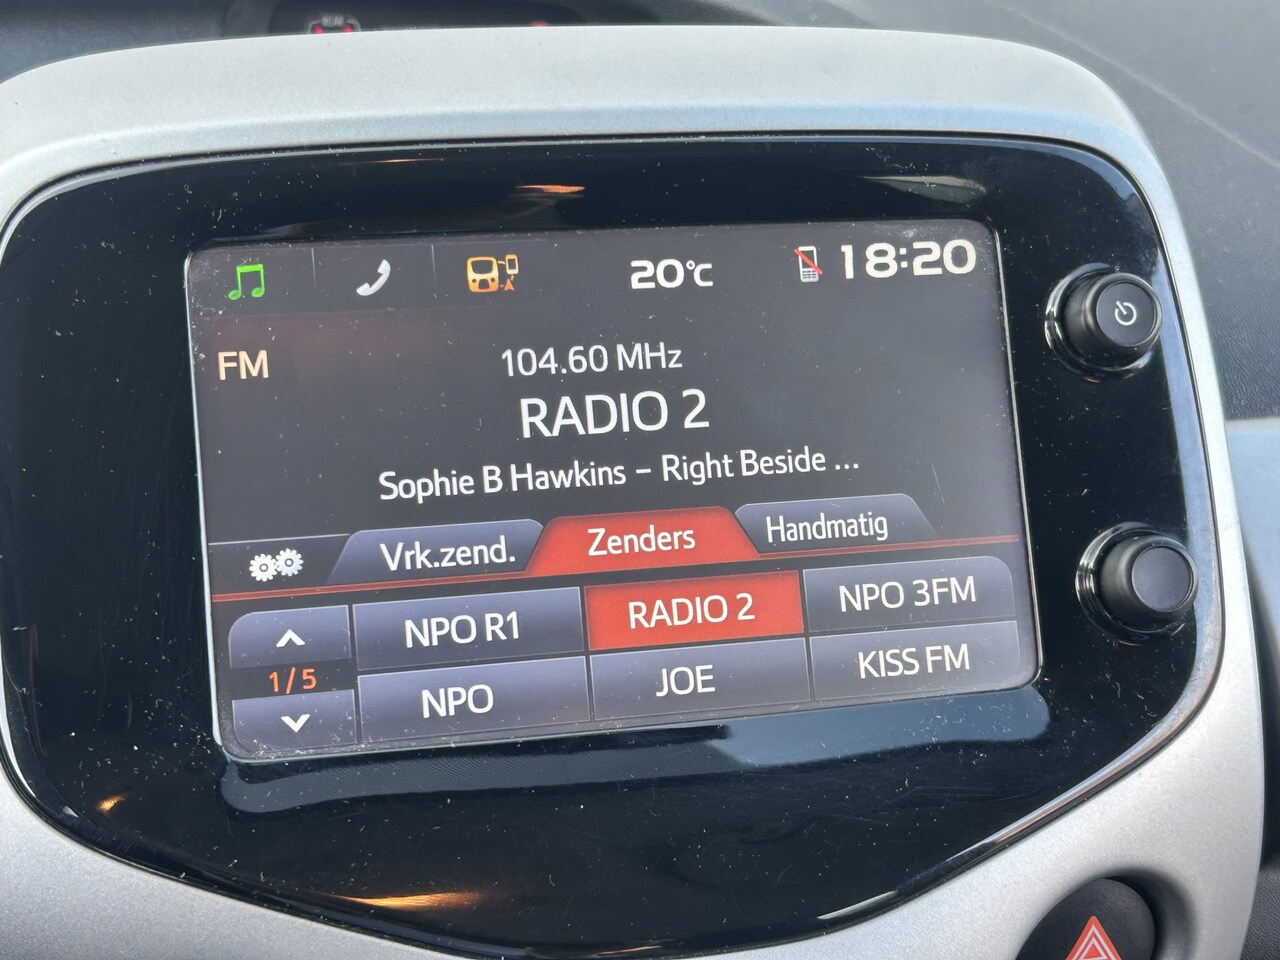 REAR
20°C 18:20
FM
104.60 MHz
RADIO 2
Sophie B Hawkins – Right Beside ...
Vrk.zend. Zenders Handmatig
NPO R1 RADIO 2 NPO 3FM
1/5
NPO JOE KISS FM